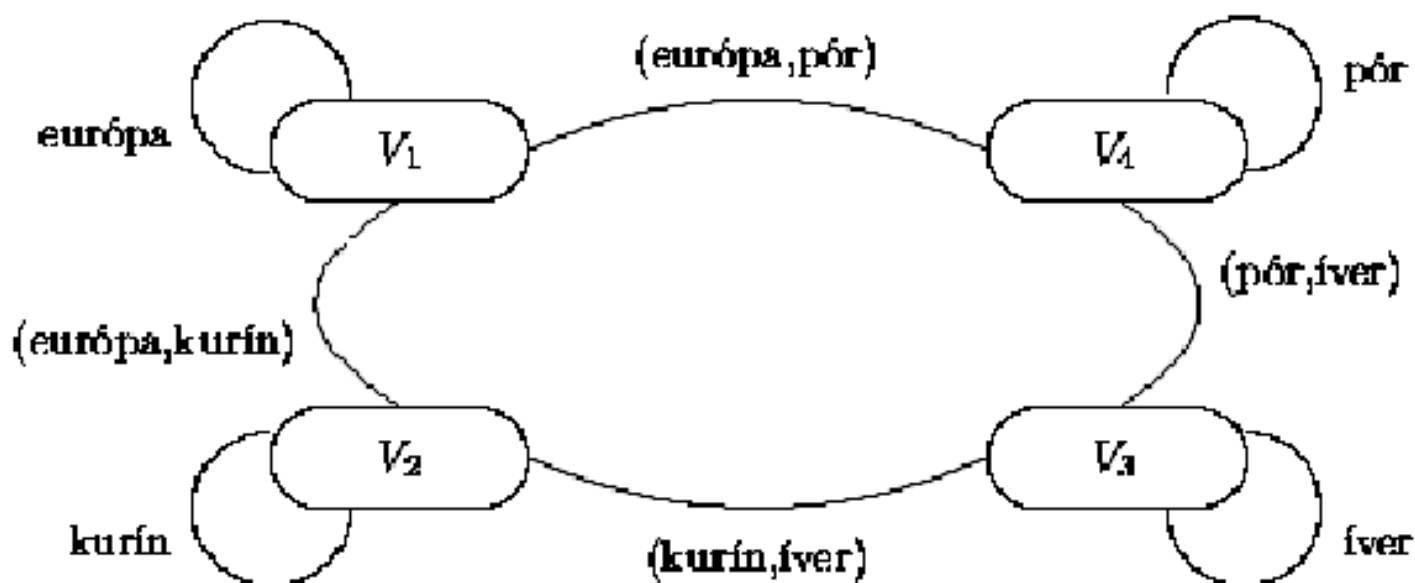 (európa,pór)
pór
európa
V₁
V₄
(pór,íver)
(európa,kurín)
V₂
V₃
kurín
(kurín,íver)
íver